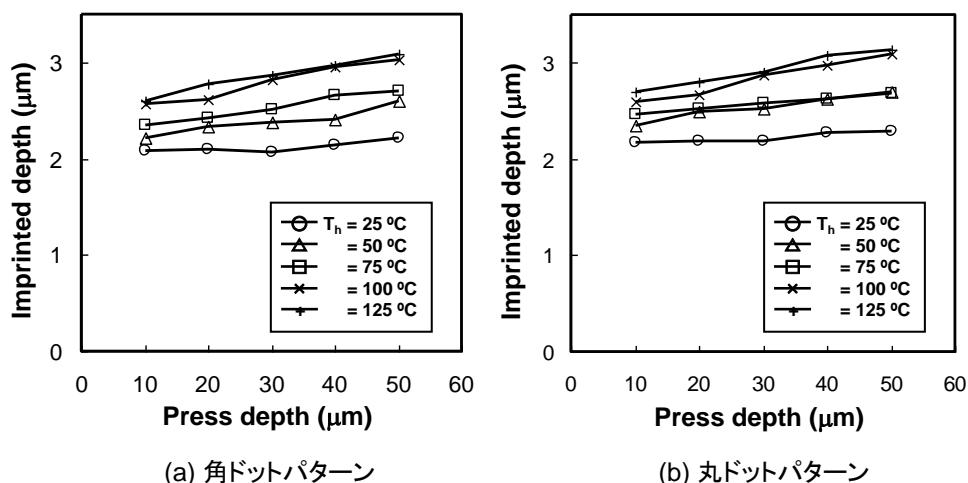 Imprinted depth (μm)
3
2
1
0
T_h = 25 ºC
= 50 ºC
= 75 ºC
= 100 ºC
= 125 ºC
0 10 20 30 40 50 60
Press depth (μm)
(a) 角ドットパターン
Imprinted depth (μm)
3
2
1
0
T_h = 25 ºC
= 50 ºC
= 75 ºC
= 100 ºC
= 125 ºC
0 10 20 30 40 50 60
Press depth (μm)
(b) 丸ドットパターン